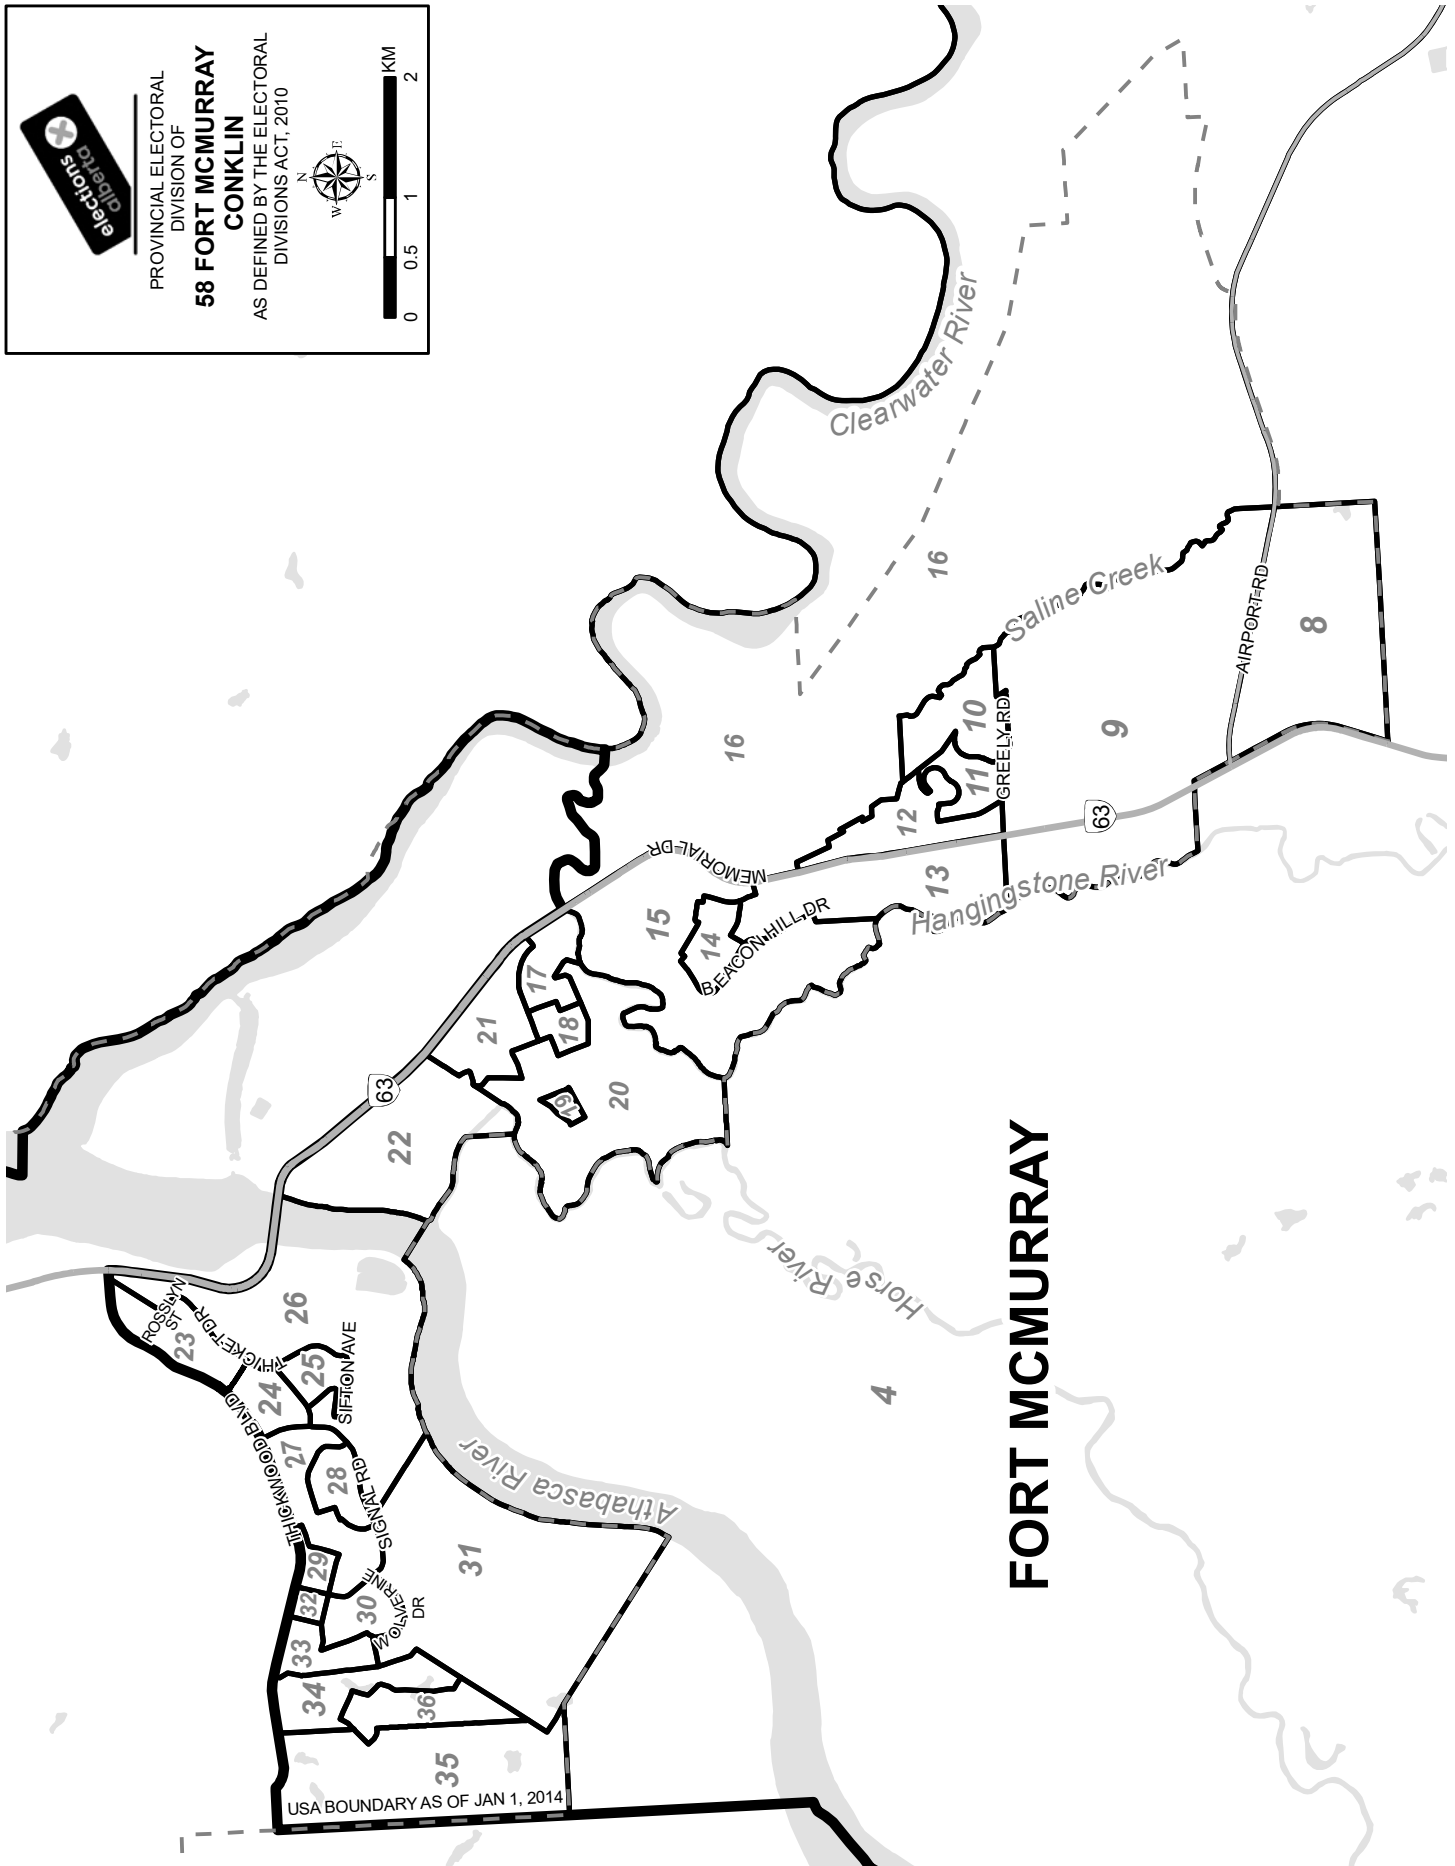 elections
alberta
PROVINCIAL ELECTORAL
DIVISION OF
58 FORT MCMURRAY
CONKLIN
AS DEFINED BY THE ELECTORAL
DIVISIONS ACT, 2010
N
W
E
S
0 0.5 1 2
KM
Clearwater River
16
Saline Creek
AIRPORT RD
8
16
10
GREELY RD
9
11
12
63
MEMORIAL DR
13
Hangingstone River
15
14
BEACON HILL DR
17
18
21
63
20
19
22
FORT MCMURRAY
Horse River
4
ROSSLYN
ST
23
THICKET DR
26
25
SIFTON AVE
24
THICKWOOD BLVD
27
28
SIGNAL RD
Athabasca River
29
31
32
30
WOLVERINE
DR
33
34
36
35
USA BOUNDARY AS OF JAN 1, 2014